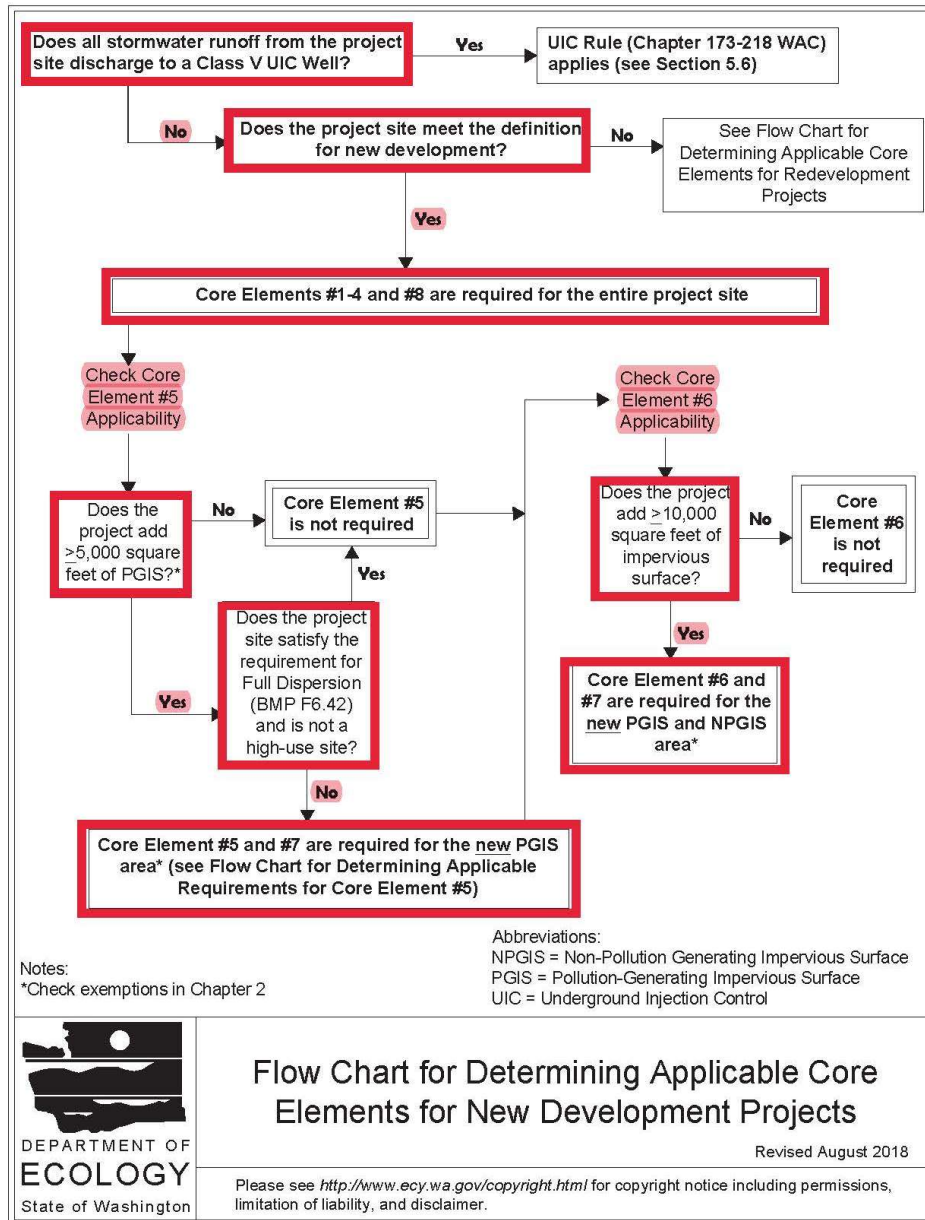 Does all stormwater runoff from the project
site discharge to a Class V UIC Well?
Yes
UIC Rule (Chapter 173-218 WAC)
applies (see Section 5.6)
No
Does the project site meet the definition
for new development?
No
See Flow Chart for
Determining Applicable Core
Elements for Redevelopment
Projects
Yes
Core Elements #1-4 and #8 are required for the entire project site
Check Core
Element #5
Applicability
Does the
project add
>5,000 square
feet of PGIS?*
No
Core Element #5
is not required
Yes
Yes
Does the project
site satisfy the
requirement for
Full Dispersion
(BMP F6.42)
and is not a
high-use site?
No
Core Element #5 and #7 are required for the new PGIS
area* (see Flow Chart for Determining Applicable
Requirements for Core Element #5)
Check Core
Element #6
Applicability
Does the project
add >10,000
square feet of
impervious
surface?
No
Core
Element #6
is not
required
Yes
Core Element #6 and
#7 are required for the
new PGIS and NPGIS
area*
Notes:
*Check exemptions in Chapter 2
Abbreviations:
NPGIS = Non-Pollution Generating Impervious Surface
PGIS = Pollution-Generating Impervious Surface
UIC = Underground Injection Control
DEPARTMENT OF
ECOLOGY
State of Washington
Flow Chart for Determining Applicable Core
Elements for New Development Projects
Revised August 2018
Please see http://www.ecy.wa.gov/copyright.html for copyright notice including permissions,
limitation of liability, and disclaimer.